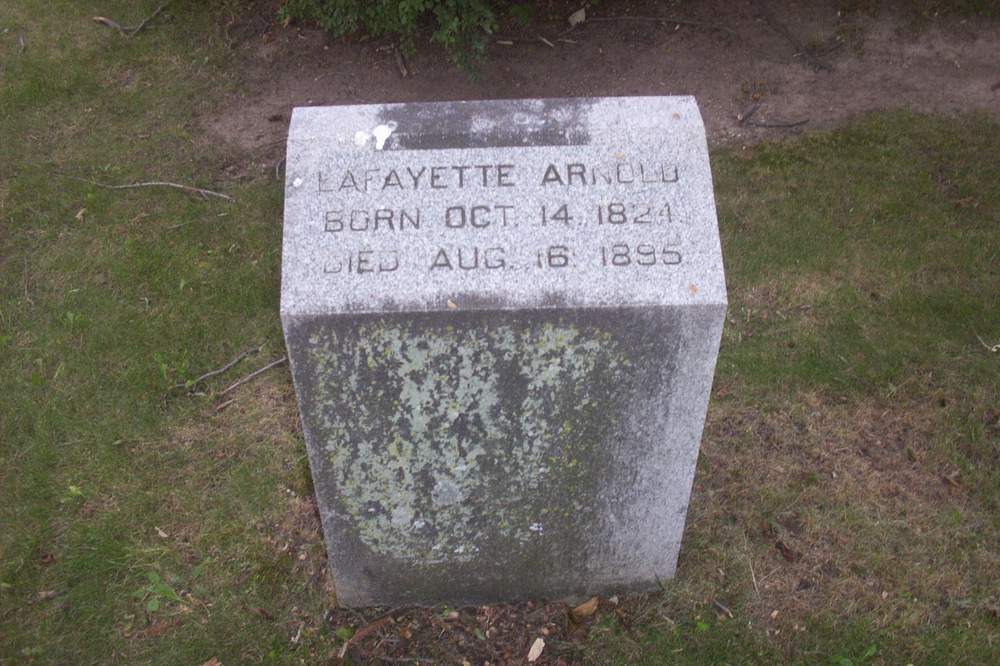 LAFAYETTE ARNOLD
BORN OCT. 14. 1824.
DIED AUG. 16. 1895.